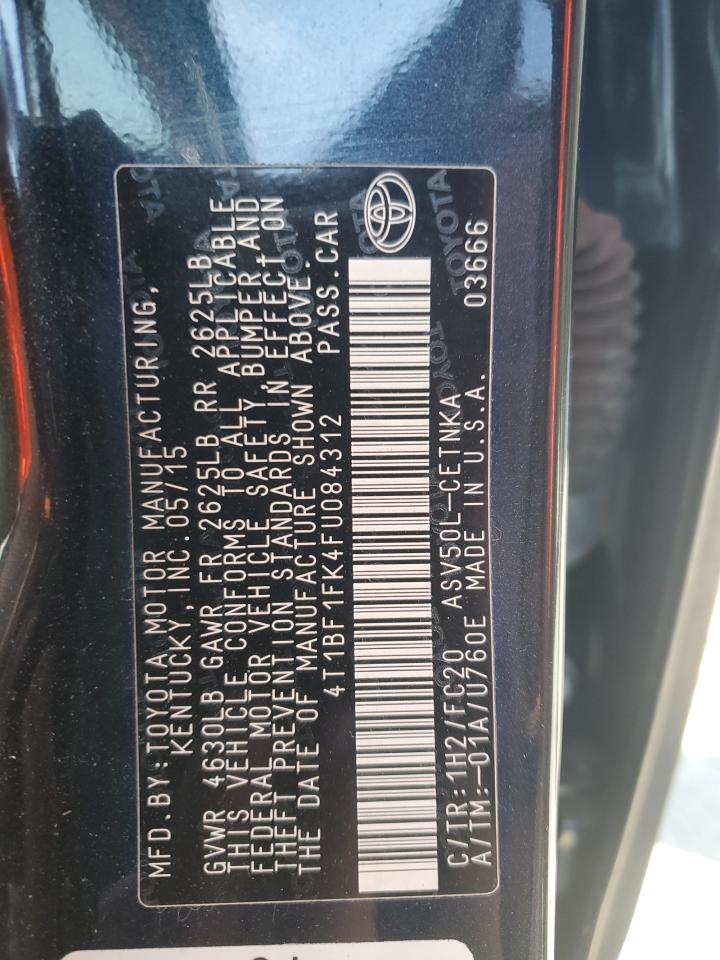 MFD.BY:TOYOTA MOTOR MANUFACTURING,
KENTUCKY,INC.05/15
GVWR 4630LB GAWR FR 2625LB RR 2625LB
THIS VEHICLE CONFORMS TO ALL APPLICABLE
FEDERAL MOTOR VEHICLE SAFETY, BUMPER AND
THEFT PREVENTION STANDARDS IN EFFECT ON
THE DATE OF MANUFACTURE SHOWN ABOVE.
4T1BF1FK4FU084312 PASS.CAR
C/TR:1H2/FC20 ASV50L-CETNKA
A/TM:-01A/U760E MADE IN U.S.A. 03666
TOYOTA